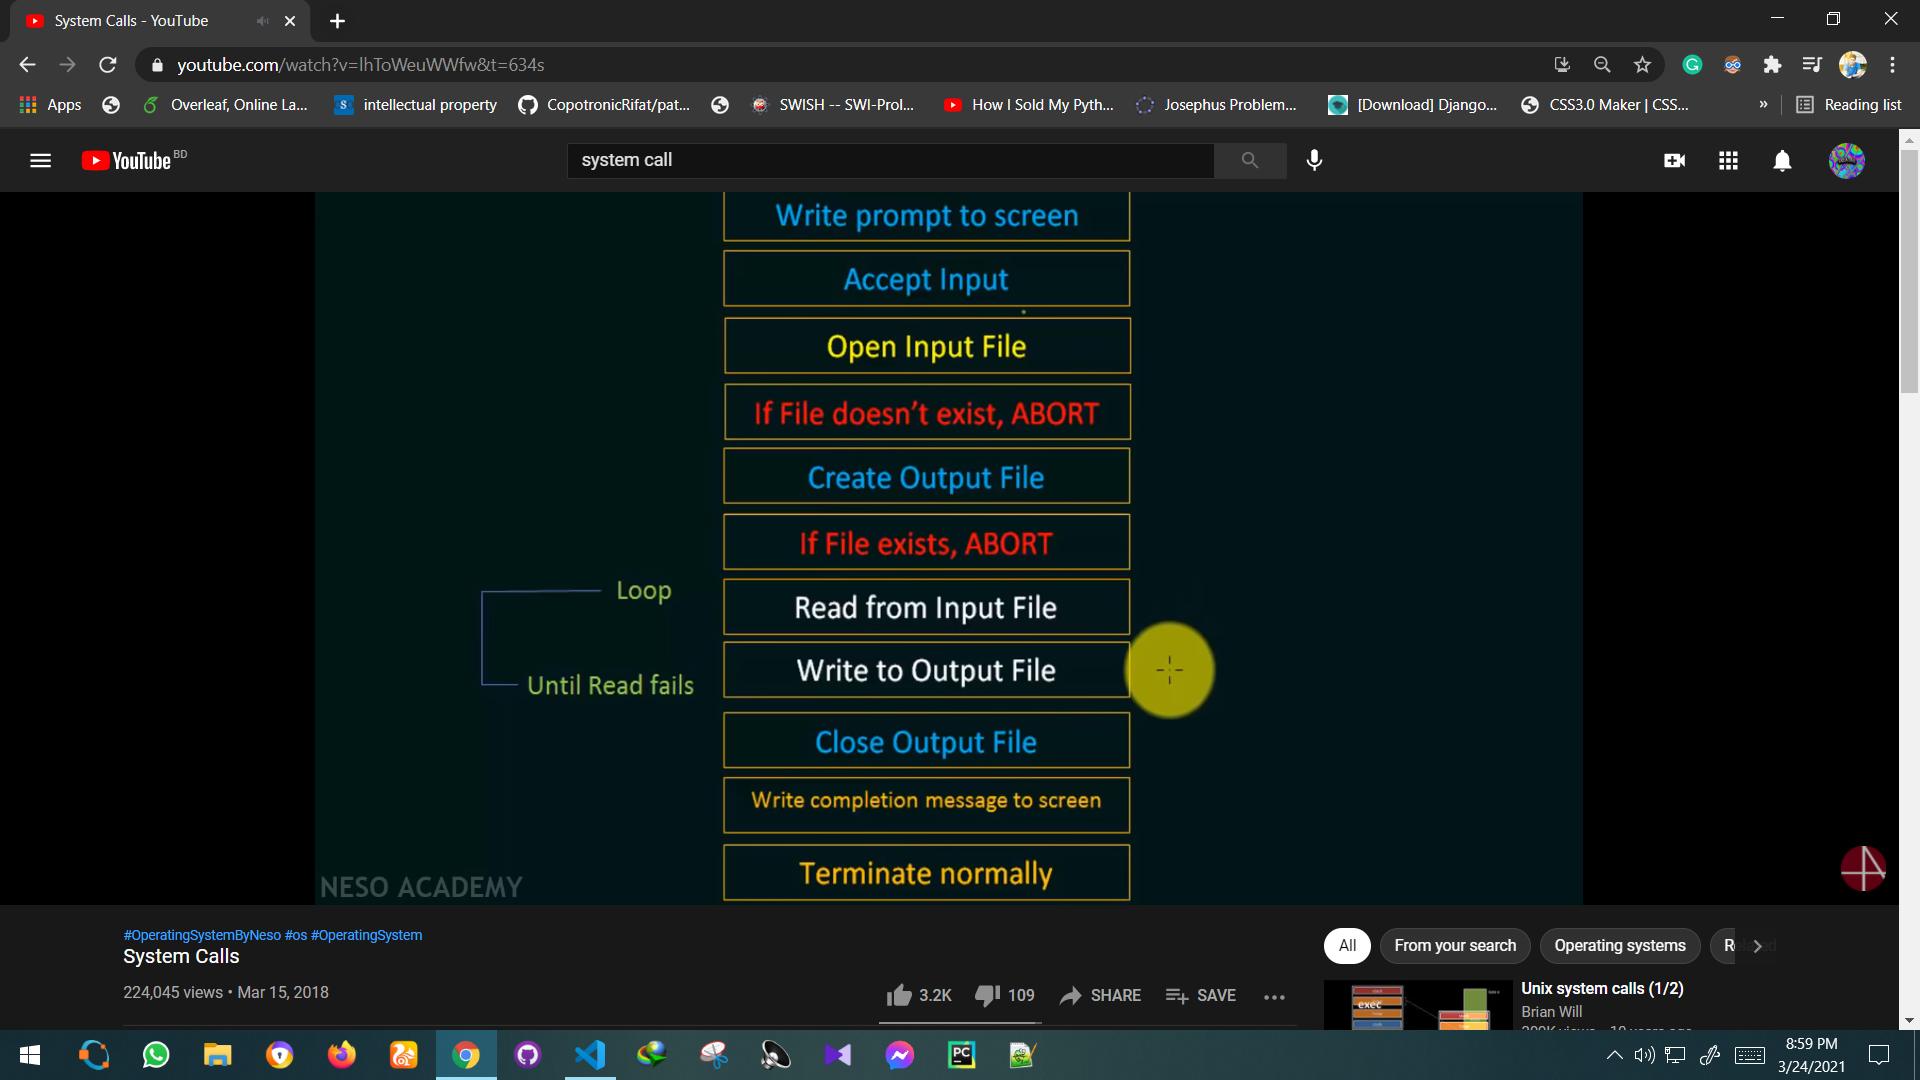 System Calls - YouTube
youtube.com/watch?v=lhToWeuWWfw&t=634s
Apps
Overleaf, Online La...
intellectual property
CopotronicRifat/pat...
SWISH -- SWI-Prol...
How I Sold My Pyth...
Josephus Problem...
[Download] Django...
CSS3.0 Maker | CSS...
»
Reading list
YouTube BD
system call
Write prompt to screen
Accept Input
Open Input File
If File doesn't exist, ABORT
Create Output File
If File exists, ABORT
Loop
Read from Input File
Write to Output File
Until Read fails
Close Output File
Write completion message to screen
Terminate normally
NESO ACADEMY
#OperatingSystemByNeso #os #OperatingSystem
System Calls
224,045 views • Mar 15, 2018
3.2K
109
SHARE
SAVE
All
From your search
Operating systems
exec
Unix system calls (1/2)
Brian Will
PC
8:59 PM
3/24/2021